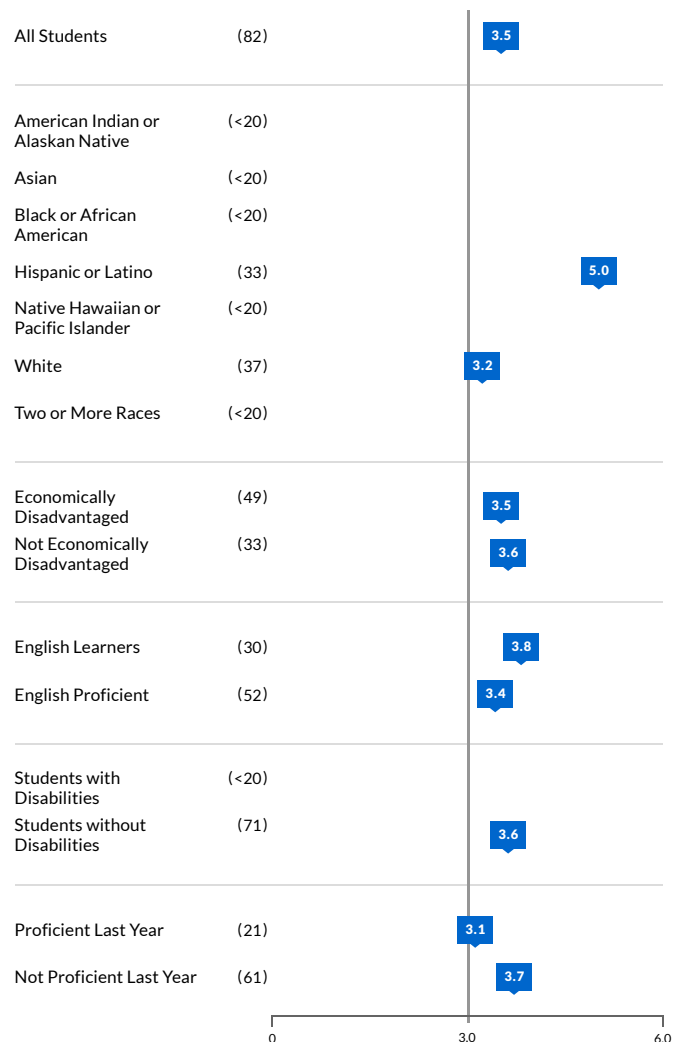 All Students (82) 3.5
American Indian or (<20)
Alaskan Native
Asian (<20)
Black or African (<20)
American
Hispanic or Latino (33) 5.0
Native Hawaiian or (<20)
Pacific Islander
White (37) 3.2
Two or More Races (<20)
Economically (49) 3.5
Disadvantaged
Not Economically (33) 3.6
Disadvantaged
English Learners (30) 3.8
English Proficient (52) 3.4
Students with (<20)
Disabilities
Students without (71) 3.6
Disabilities
Proficient Last Year (21) 3.1
Not Proficient Last Year (61) 3.7
0 3.0 6.0